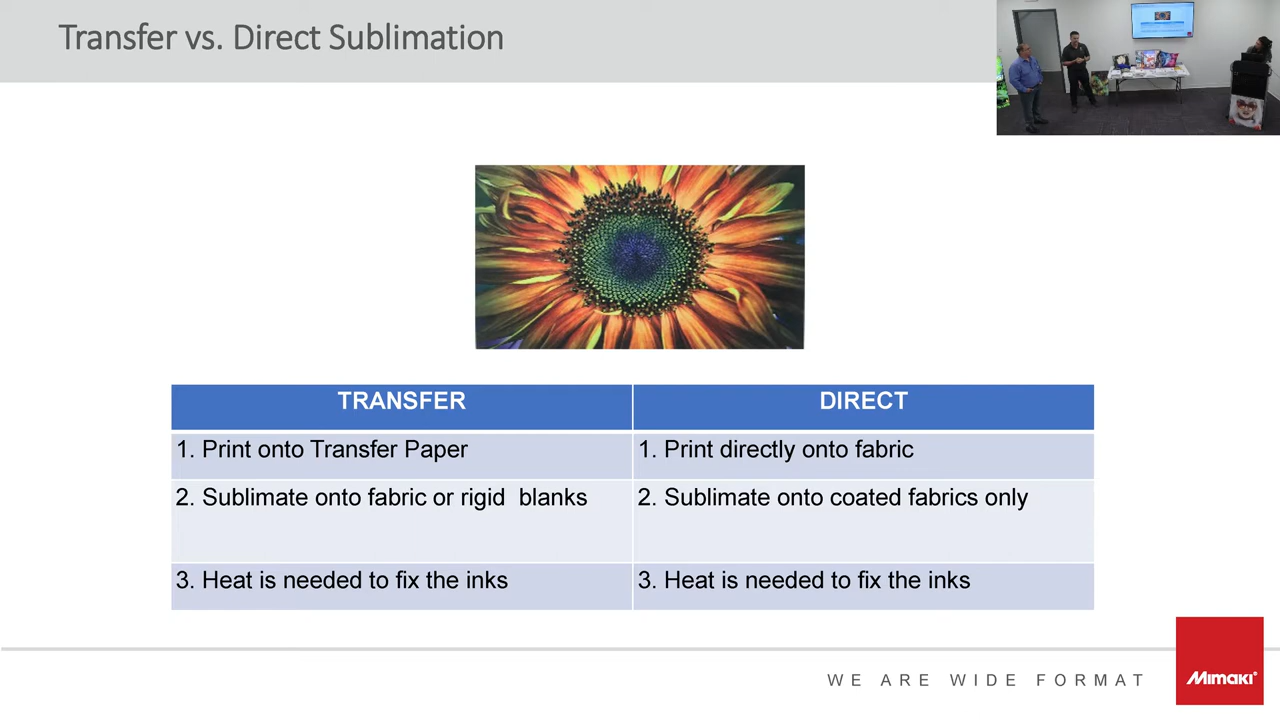 Transfer vs. Direct Sublimation
TRANSFER
DIRECT
1. Print onto Transfer Paper
1. Print directly onto fabric
2. Sublimate onto fabric or rigid blanks
2. Sublimate onto coated fabrics only
3. Heat is needed to fix the inks
3. Heat is needed to fix the inks
WE ARE WIDE FORMAT
Mimaki